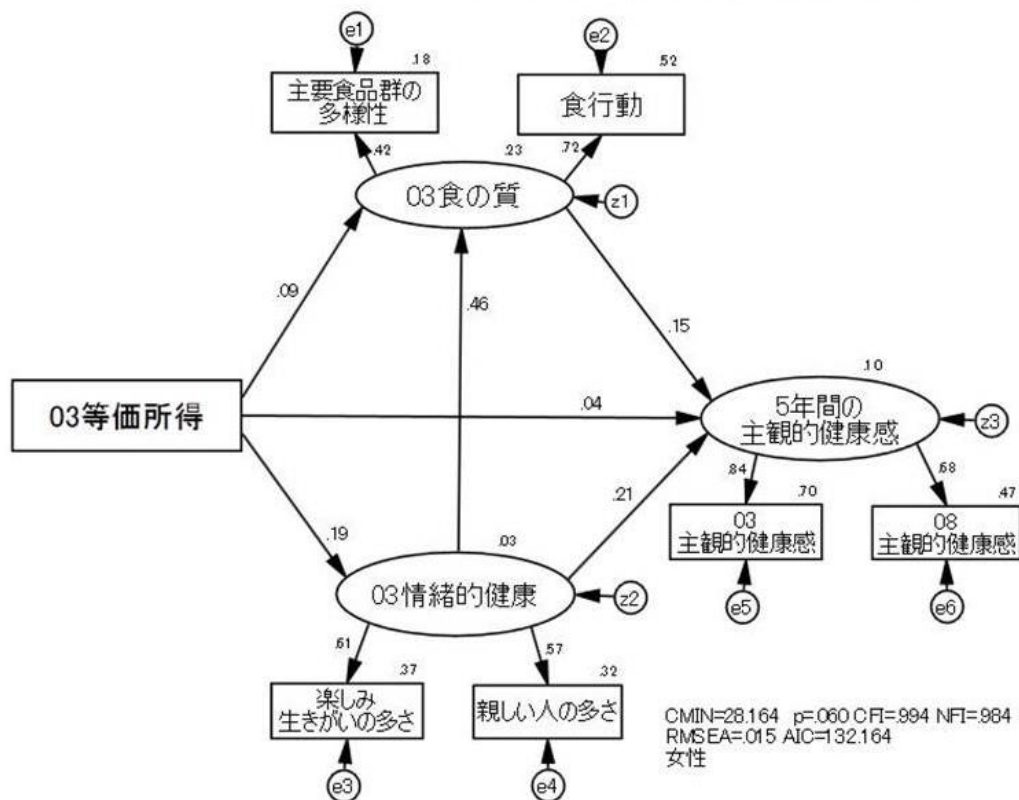 e1
e2
.18
.52
主要食品群の
多様性
食行動
.42
.23
.72
03食の質
z1
.09
.46
.15
.10
03等価所得
.04
5年間の
主観的健康感
z3
.84
.68
.21
.70
.47
03
主観的健康感
08
主観的健康感
.19
.03
03情緒的健康
z2
e5
e6
.61
.57
.37
.32
楽しみ
生きがいの多さ
親しい人の多さ
CMIN=28.164 p=.060 CFI=.994 NFI=.984
RMSEA=.015 AIC=132.164
女性
e3
e4